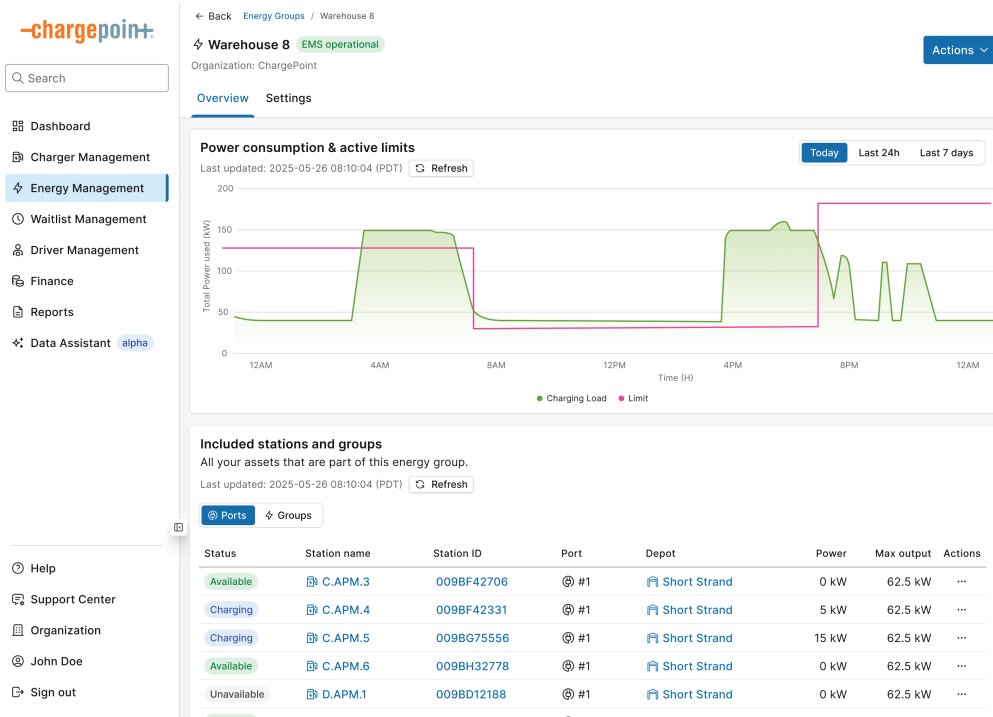 chargepoint
Search
Dashboard
Charger Management
Energy Management
Waitlist Management
Driver Management
Finance
Reports
Data Assistant alpha
Help
Support Center
Organization
John Doe
Sign out
← Back Energy Groups / Warehouse 8
Warehouse 8 EMS operational
Organization: ChargePoint
Actions
Overview Settings
Power consumption & active limits
Last updated: 2025-05-26 08:10:04 (PDT) Refresh
Today Last 24h Last 7 days
Total Power used (kW)
200
150
100
50
0
12AM 4AM 8AM 12PM 4PM 8PM 12AM
Time (H)
Charging Load Limit
Included stations and groups
All your assets that are part of this energy group.
Last updated: 2025-05-26 08:10:04 (PDT) Refresh
Ports Groups
Status Station name Station ID Port Depot Power Max output Actions
Available C.APM.3 009BF42706 #1 Short Strand 0 kW 62.5 kW ···
Charging C.APM.4 009BF42331 #1 Short Strand 5 kW 62.5 kW ···
Charging C.APM.5 009BG75556 #1 Short Strand 15 kW 62.5 kW ···
Available C.APM.6 009BH32778 #1 Short Strand 0 kW 62.5 kW ···
Unavailable D.APM.1 009BD12188 #1 Short Strand 0 kW 62.5 kW ···